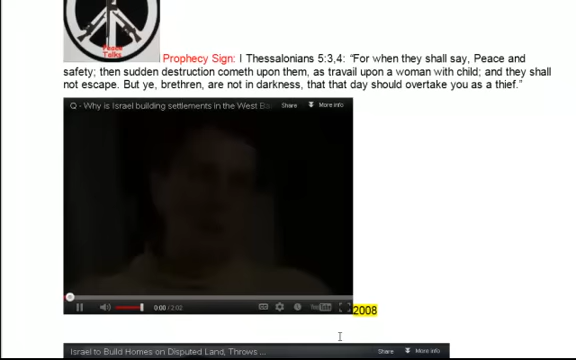 Peace
Talks
Prophecy Sign: I Thessalonians 5:3,4: “For when they shall say, Peace and
safety; then sudden destruction cometh upon them, as travail upon a woman with child; and they shall
not escape. But ye, brethren, are not in darkness, that that day should overtake you as a thief.”
Q - Why is Israel building settlements in the West Ba Share More info
0:00 / 2:02 YouTube
2008
Israel to Build Homes on Disputed Land, Throws ... Share More info